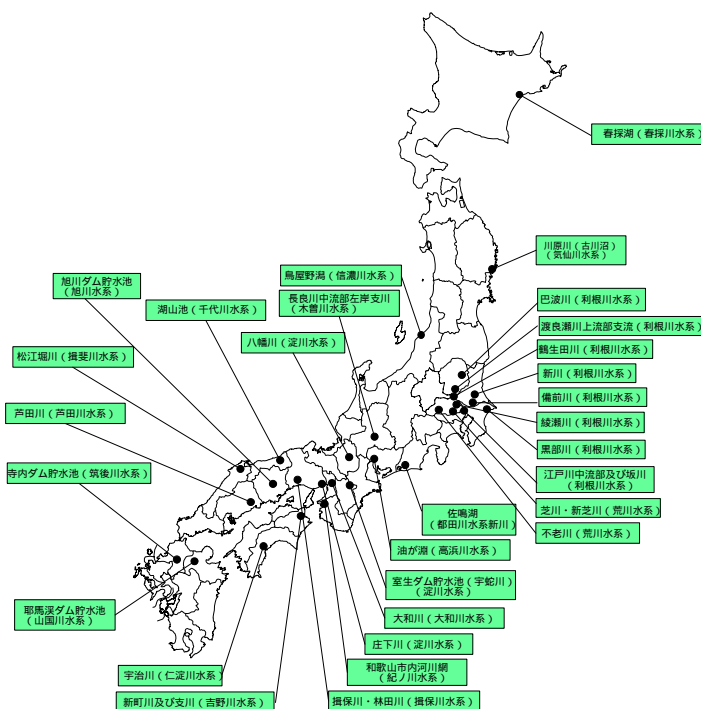 春採湖（春採川水系）
川原川（古川沼）
（気仙川水系）
鳥屋野潟（信濃川水系）
旭川ダム貯水池
（旭川水系）
長良川中流部左岸支川
（木曽川水系）
巴波川（利根川水系）
湖山池（千代川水系）
渡良瀬川上流部支流（利根川水系）
八幡川（淀川水系）
鶴生田川（利根川水系）
松江堀川（揖斐川水系）
新川（利根川水系）
備前川（利根川水系）
芦田川（芦田川水系）
綾瀬川（利根川水系）
黒部川（利根川水系）
寺内ダム貯水池（筑後川水系）
江戸川中流部及び坂川
（利根川水系）
芝川・新芝川（荒川水系）
佐鳴湖
（都田川水系新川）
不老川（荒川水系）
油が淵（高浜川水系）
室生ダム貯水池（宇蛇川）
（淀川水系）
耶馬渓ダム貯水池
（山国川水系）
大和川（大和川水系）
庄下川（淀川水系）
宇治川（仁淀川水系）
和歌山市内河川網
（紀ノ川水系）
新町川及び支川（吉野川水系）
揖保川・林田川（揖保川水系）